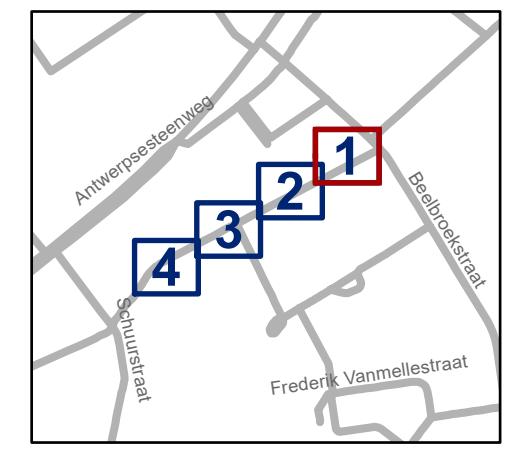 Antwerpsesteenweg
1
2
3
4
Beelbroekstraat
Schuurstraat
Frederik Vanmellestraat